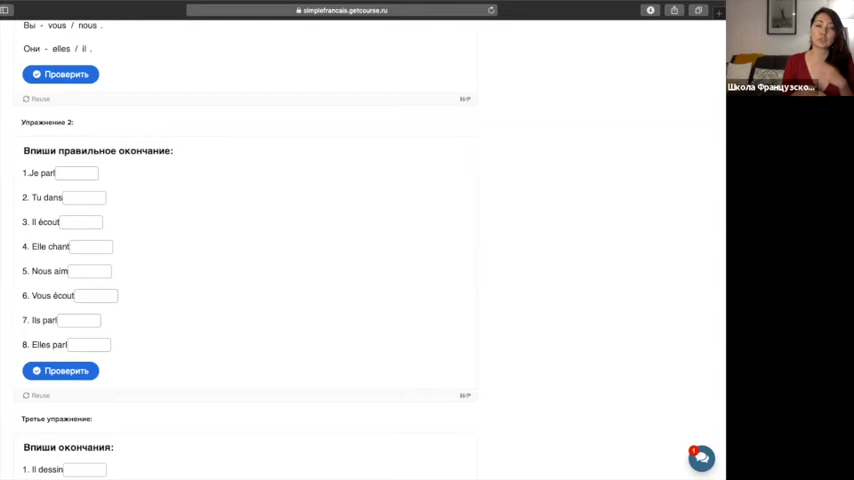 simplefrancais.getcourse.ru
Вы - vous / nous .
Они - elles / il .
Проверить
Reuse
Упражнение 2:
Впиши правильное окончание:
1.Je parl
2. Tu dans
3. Il écout
4. Elle chant
5. Nous aim
6. Vous écout
7. Ils parl
8. Elles parl
Проверить
Reuse
Третье упражнение:
Впиши окончания:
1. Il dessin
Школа Французско...
1